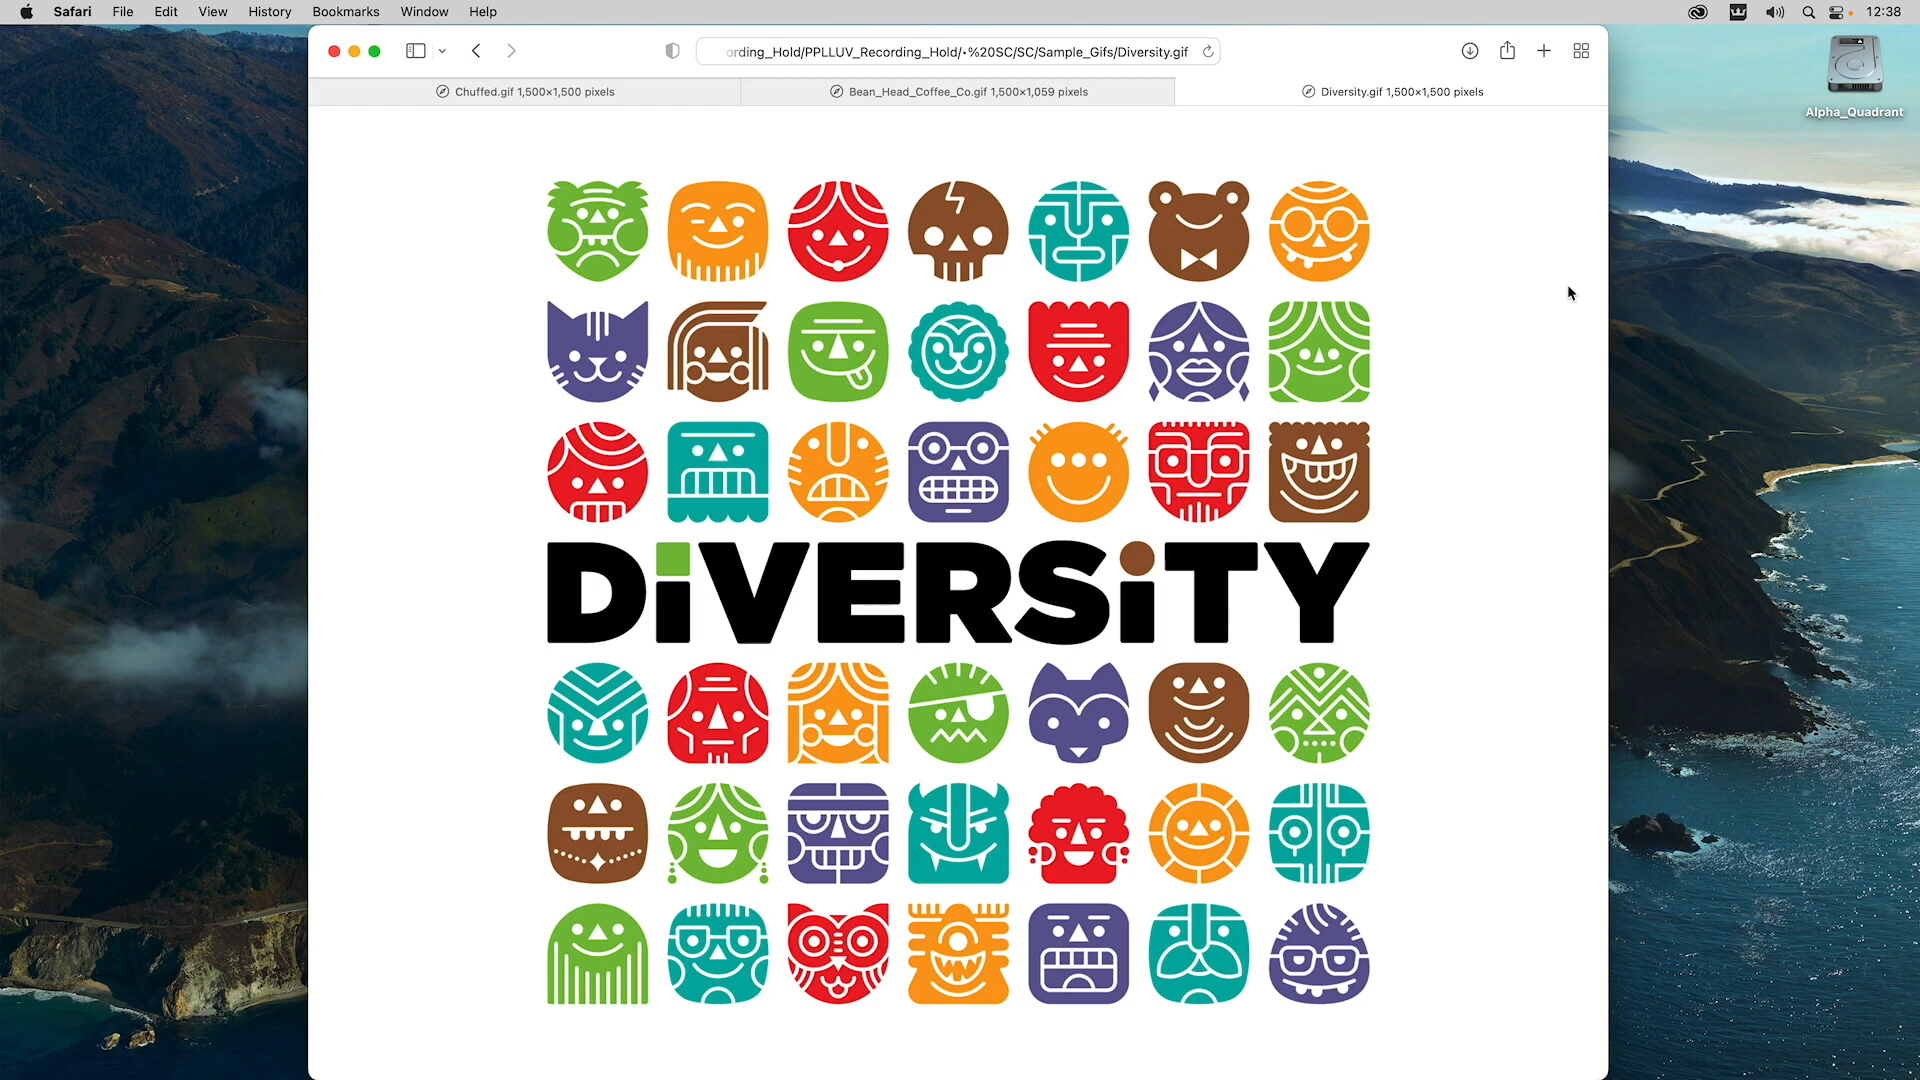 Safari File Edit View History Bookmarks Window Help 12:38
ording_Hold/PPLLUV_Recording_Hold/•%20SC/SC/Sample_Gifs/Diversity.gif
Chuffed.gif 1,500×1,500 pixels
Bean_Head_Coffee_Co.gif 1,500×1,059 pixels
Diversity.gif 1,500×1,500 pixels
Alpha_Quadrant
DiVERSiTY